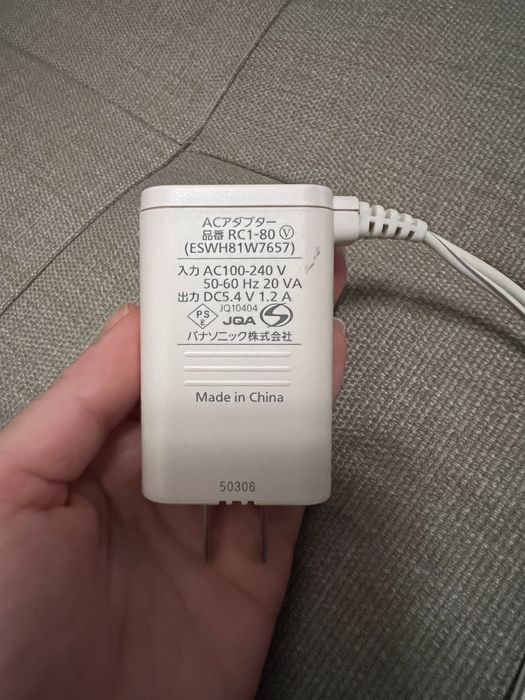 ACアダプター
品番 RC1-80 Ⓥ
(ESWH81W7657)
入力 AC100-240 V
50-60 Hz 20 VA
出力 DC5.4 V 1.2 A
JQ10404
PS
E
JQA
S
パナソニック株式会社
Made in China
50308